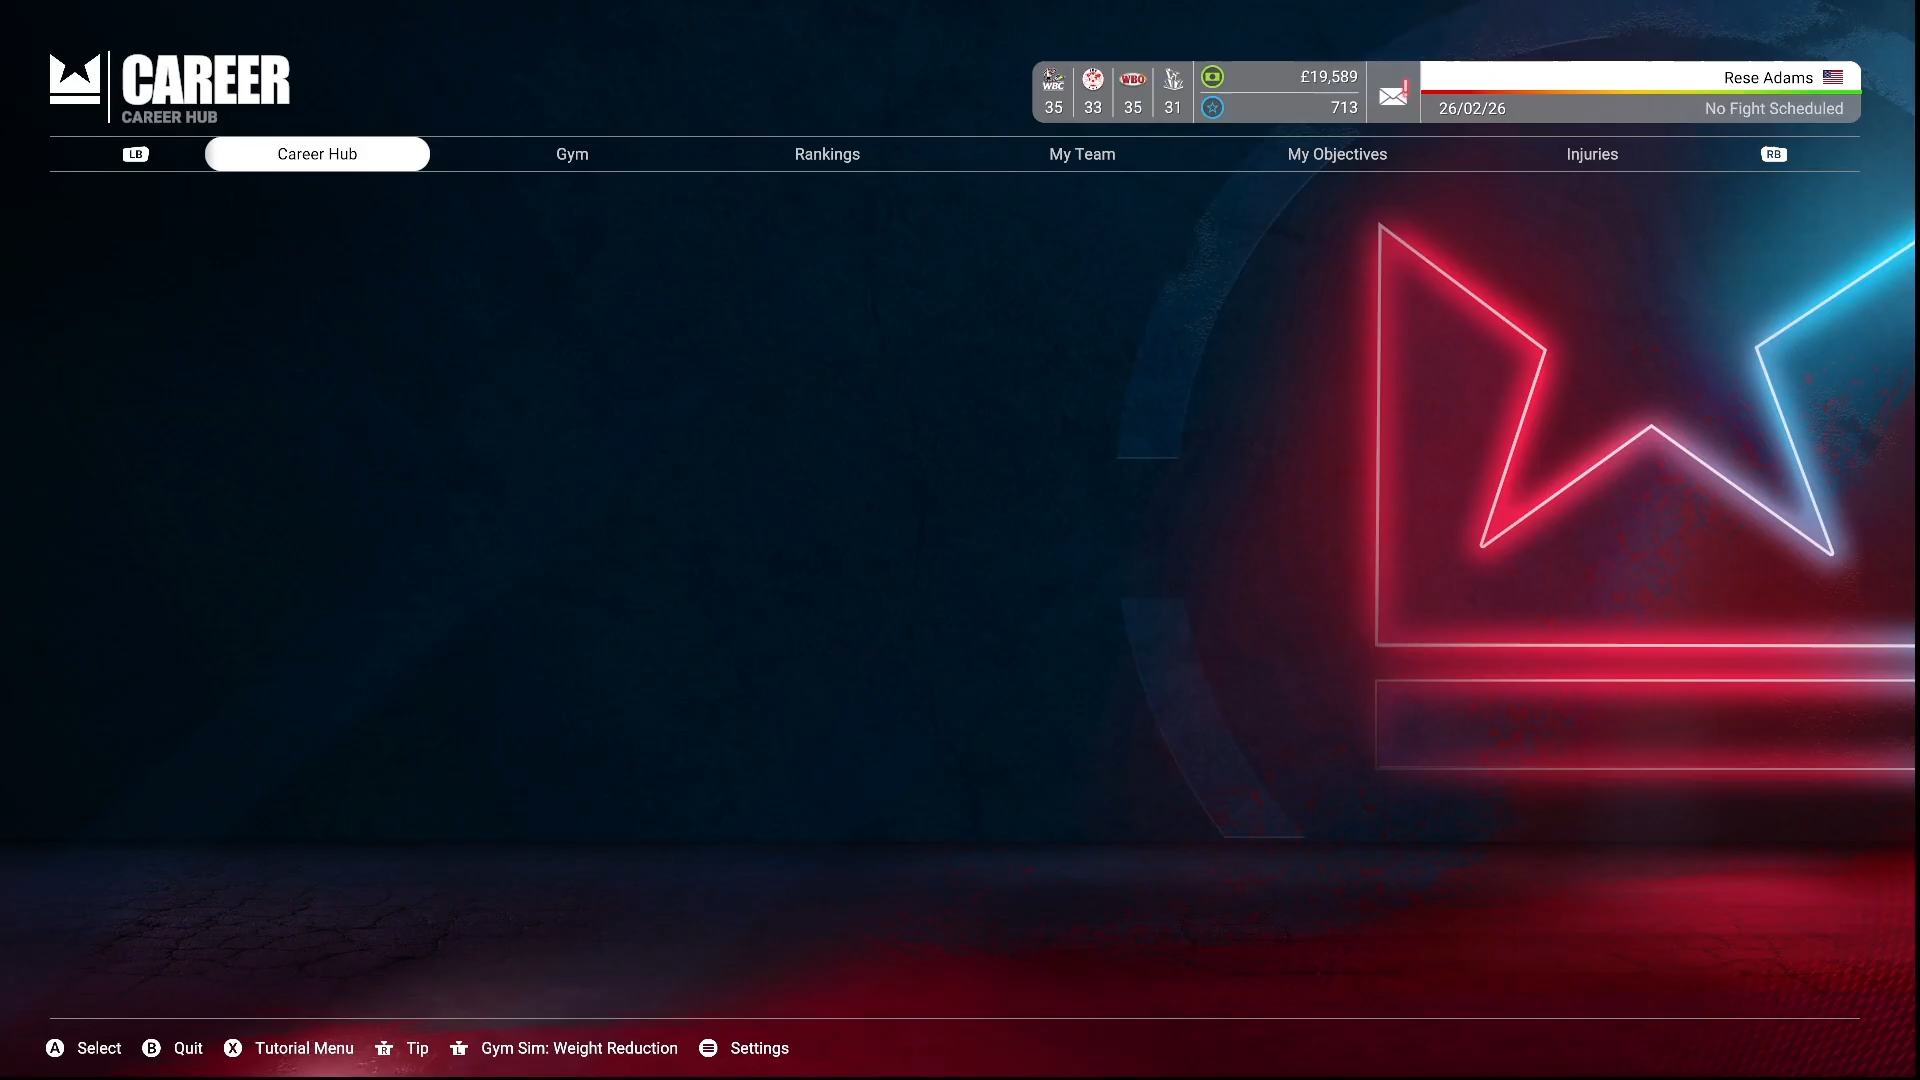 CAREER
CAREER HUB
WBC
WBO
35
33
35
31
£19,589
713
Rese Adams
26/02/26
No Fight Scheduled
LB
Career Hub
Gym
Rankings
My Team
My Objectives
Injuries
RB
A Select
B Quit
X Tutorial Menu
R Tip
L Gym Sim: Weight Reduction
Settings